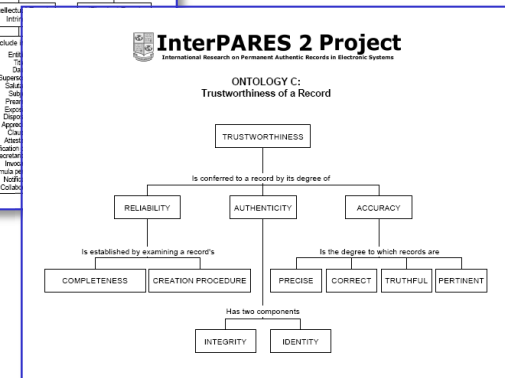 InterPARES 2 Project
International Research on Permanent Authentic Records in Electronic Systems
ONTOLOGY C:
Trustworthiness of a Record
TRUSTWORTHINESS
Is conferred to a record by its degree of
RELIABILITY AUTHENTICITY ACCURACY
Is established by examining a record's Is the degree to which records are
COMPLETENESS CREATION PROCEDURE PRECISE CORRECT TRUTHFUL PERTINENT
Has two components
INTEGRITY IDENTITY